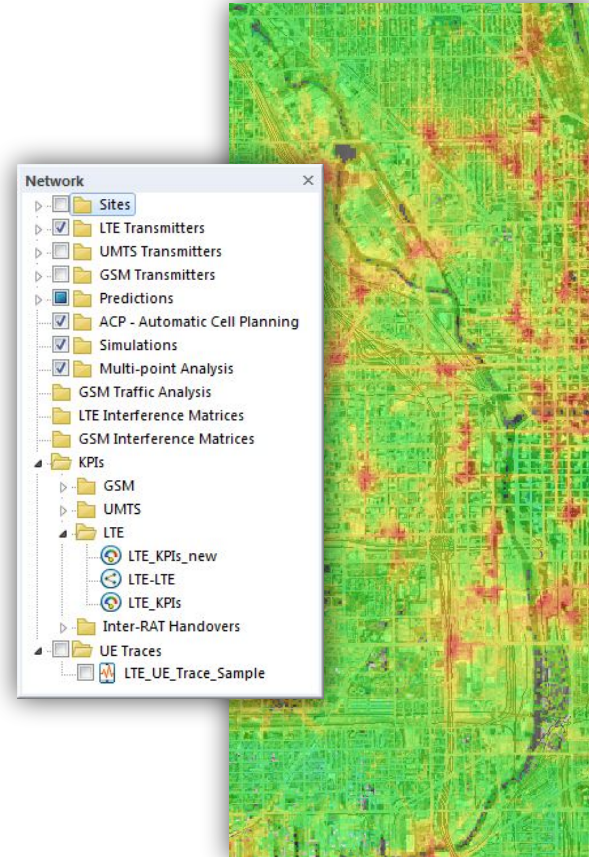 Network
Sites
LTE Transmitters
UMTS Transmitters
GSM Transmitters
Predictions
ACP - Automatic Cell Planning
Simulations
Multi-point Analysis
GSM Traffic Analysis
LTE Interference Matrices
GSM Interference Matrices
KPIs
GSM
UMTS
LTE
LTE_KPIs_new
LTE-LTE
LTE_KPIs
Inter-RAT Handovers
UE Traces
LTE_UE_Trace_Sample